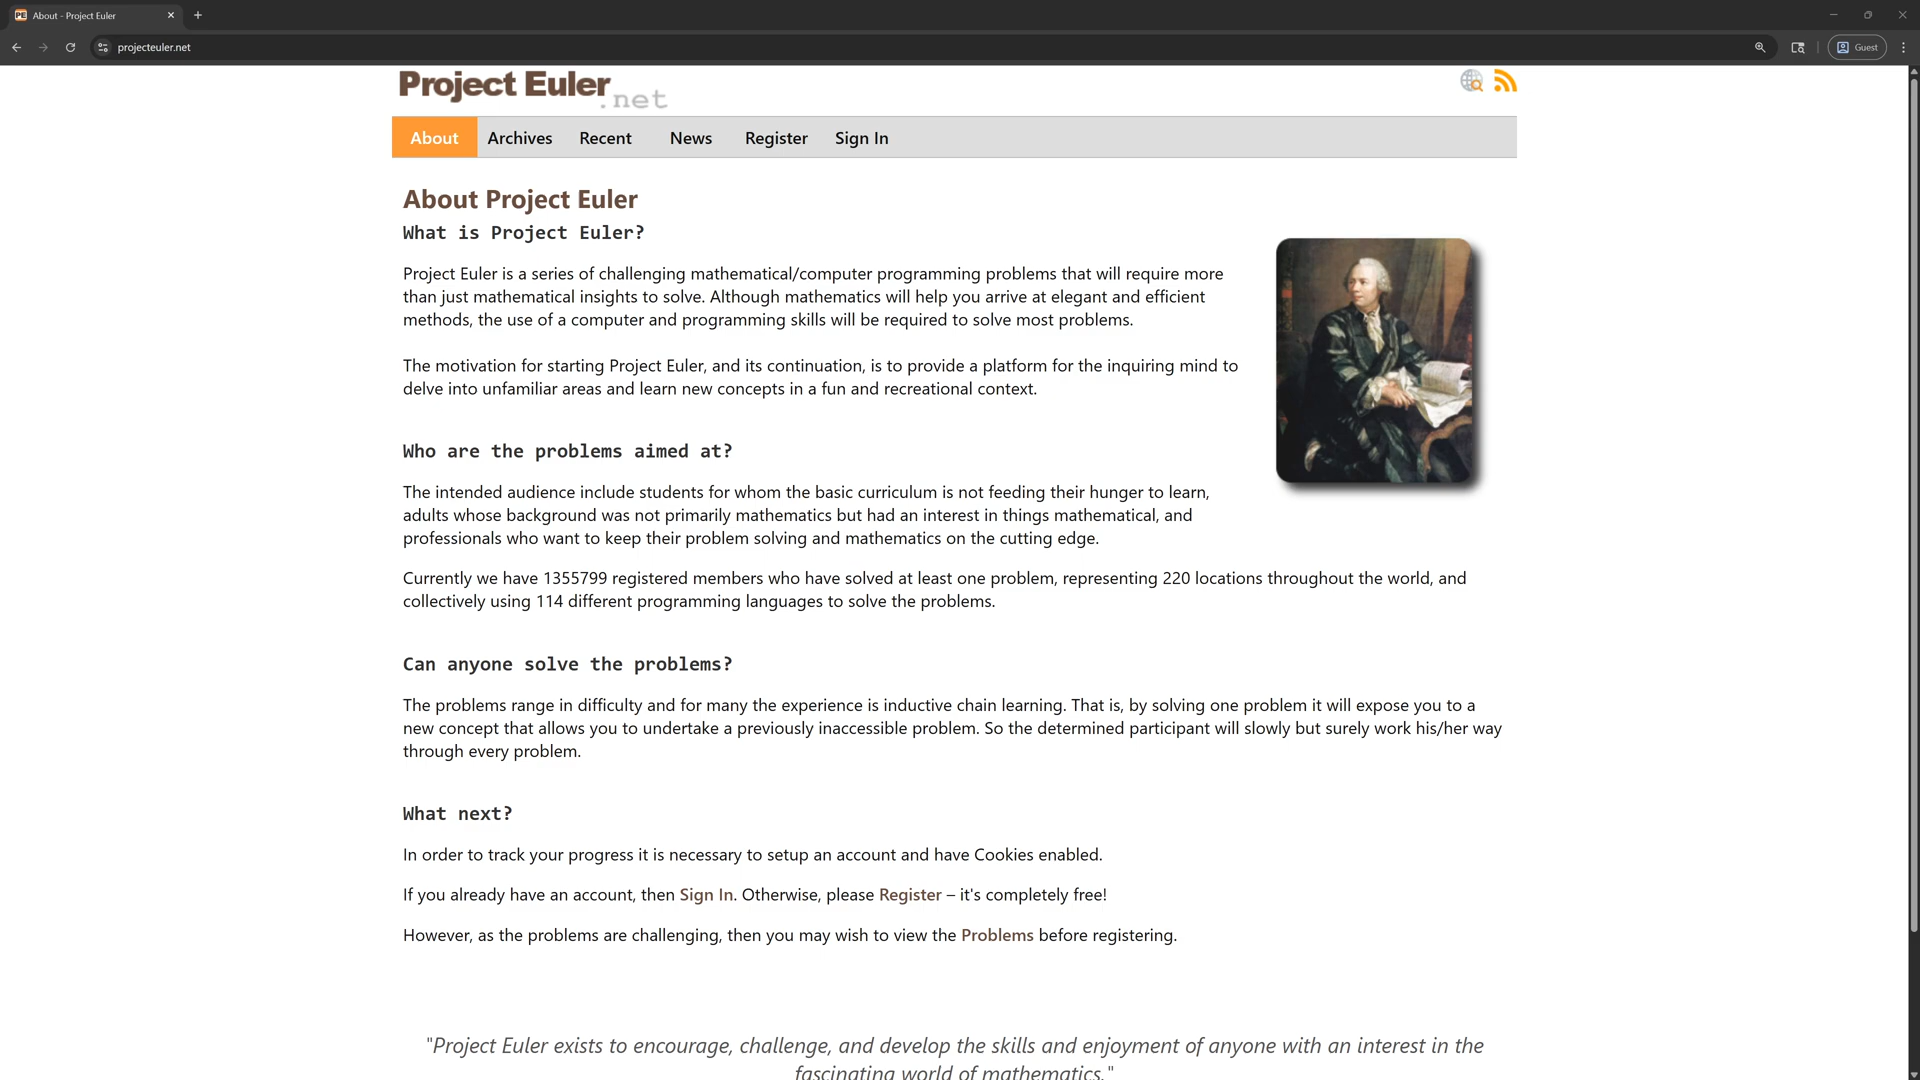 About - Project Euler
projecteuler.net
Guest
Project Euler
.net
About Archives Recent News Register Sign In
About Project Euler
What is Project Euler?
Project Euler is a series of challenging mathematical/computer programming problems that will require more
than just mathematical insights to solve. Although mathematics will help you arrive at elegant and efficient
methods, the use of a computer and programming skills will be required to solve most problems.
The motivation for starting Project Euler, and its continuation, is to provide a platform for the inquiring mind to
delve into unfamiliar areas and learn new concepts in a fun and recreational context.
Who are the problems aimed at?
The intended audience include students for whom the basic curriculum is not feeding their hunger to learn,
adults whose background was not primarily mathematics but had an interest in things mathematical, and
professionals who want to keep their problem solving and mathematics on the cutting edge.
Currently we have 1355799 registered members who have solved at least one problem, representing 220 locations throughout the world, and
collectively using 114 different programming languages to solve the problems.
Can anyone solve the problems?
The problems range in difficulty and for many the experience is inductive chain learning. That is, by solving one problem it will expose you to a
new concept that allows you to undertake a previously inaccessible problem. So the determined participant will slowly but surely work his/her way
through every problem.
What next?
In order to track your progress it is necessary to setup an account and have Cookies enabled.
If you already have an account, then Sign In. Otherwise, please Register – it's completely free!
However, as the problems are challenging, then you may wish to view the Problems before registering.
"Project Euler exists to encourage, challenge, and develop the skills and enjoyment of anyone with an interest in the
fascinating world of mathematics."